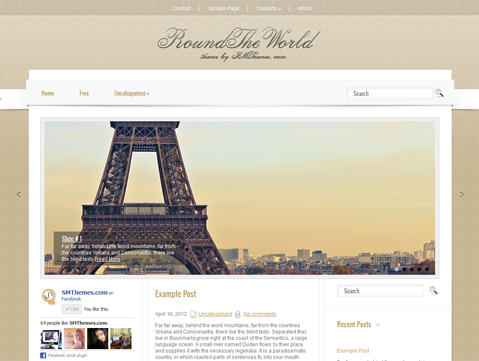 Contact
Sample Page
Contacts »
About
RoundTheWorld
theme by SMThemes.com
Home
Free
Uncategorized »
Search
Slide # 1
Far far away, behind the word mountains, far from
the countries Vokalia and Consonantia, there live
the blind texts. Read More
SMThemes.com on
Facebook
Like
You like this.
64 people like SMThemes.com
Facebook social plugin
Example Post
April 18, 2012
Uncategorized
No comments
Far far away, behind the word mountains, far from the countries
Vokalia and Consonantia, there live the blind texts. Separated they
live in Bookmarksgrove right at the coast of the Semantics, a large
language ocean. A small river named Duden flows by their place
and supplies it with the necessary regelialia. It is a paradisematic
country, in which roasted parts of sentences fly into your mouth.
Search
Recent Posts
Example Post